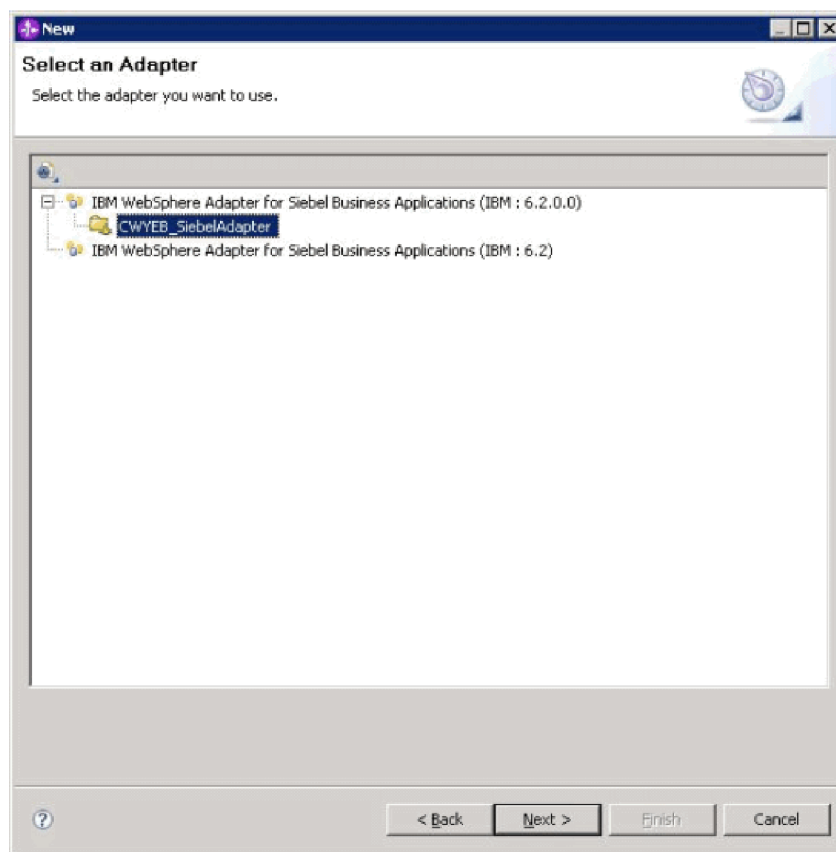 New
Select an Adapter
Select the adapter you want to use.
IBM WebSphere Adapter for Siebel Business Applications (IBM : 6.2.0.0)
CWYEB_SiebelAdapter
IBM WebSphere Adapter for Siebel Business Applications (IBM : 6.2)
? < Back Next > Finish Cancel